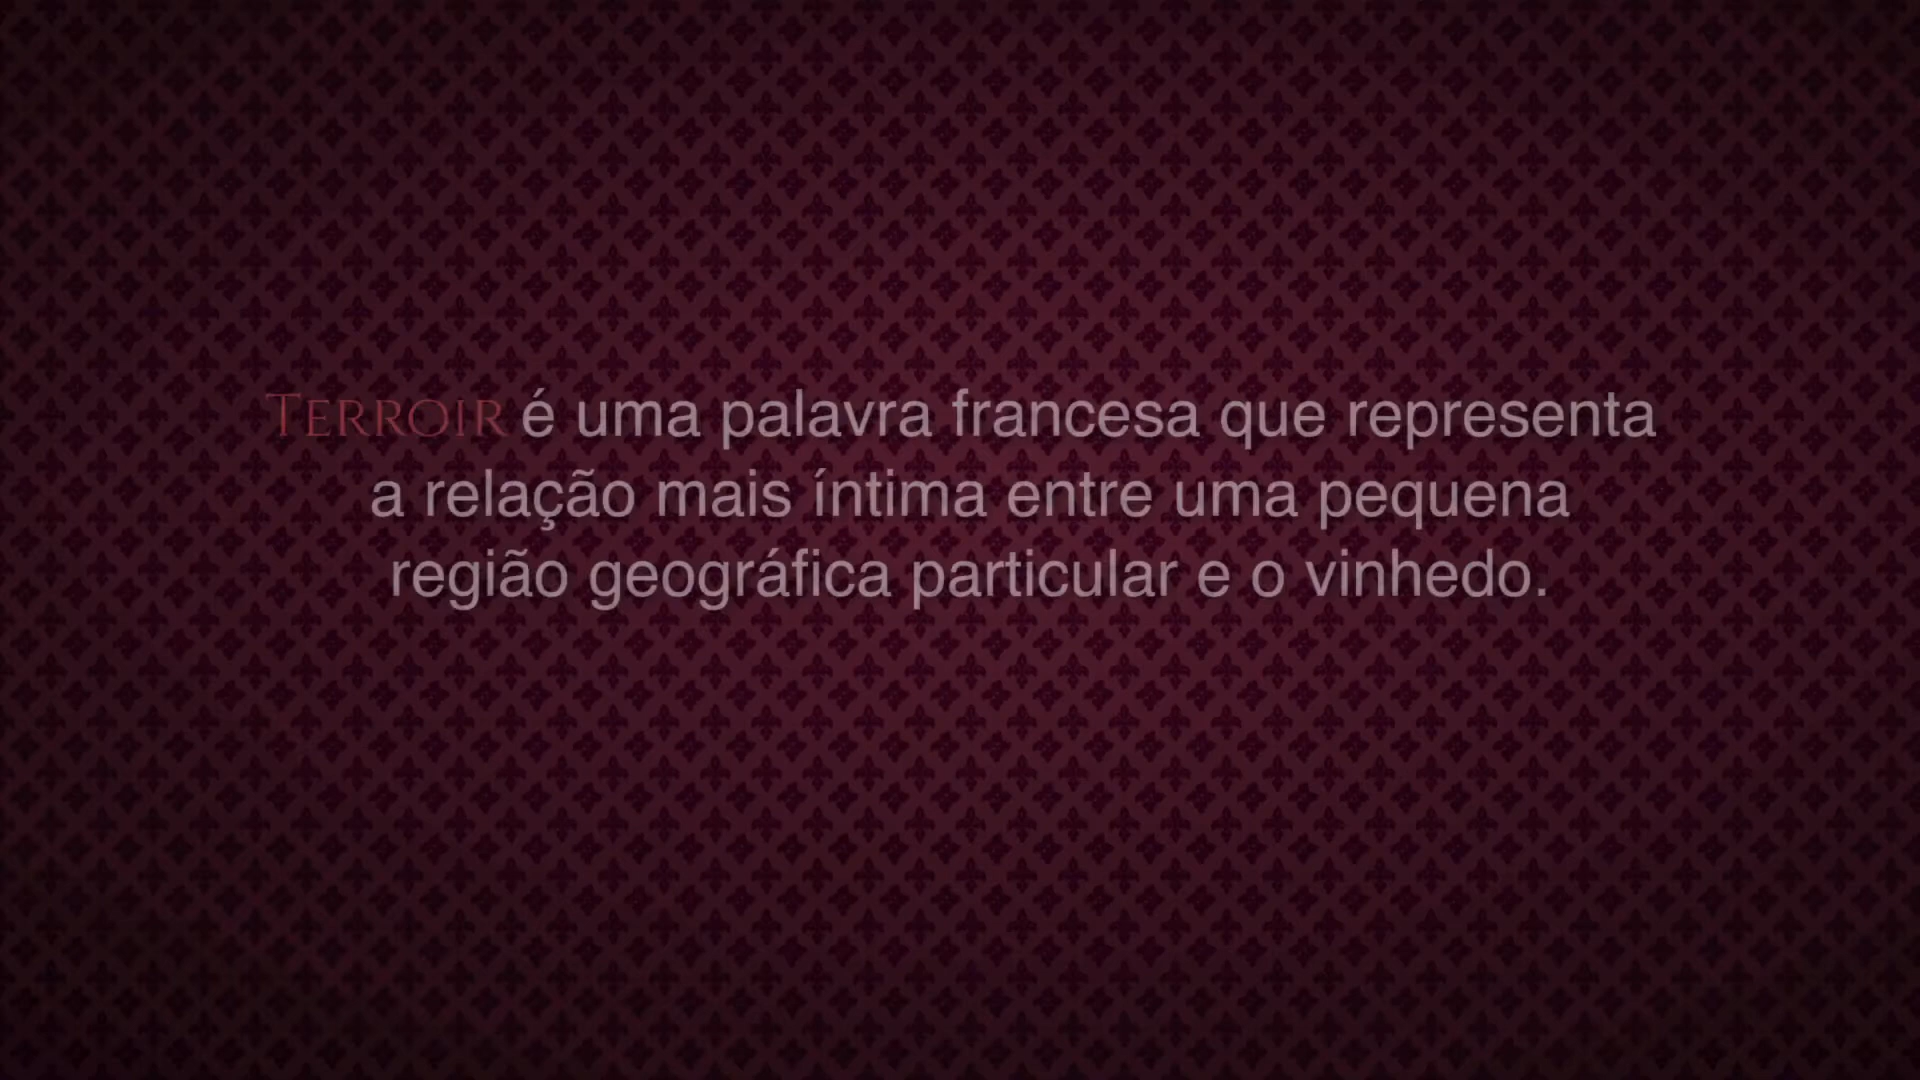 TERROIR é uma palavra francesa que representa
a relação mais íntima entre uma pequena
região geográfica particular e o vinhedo.